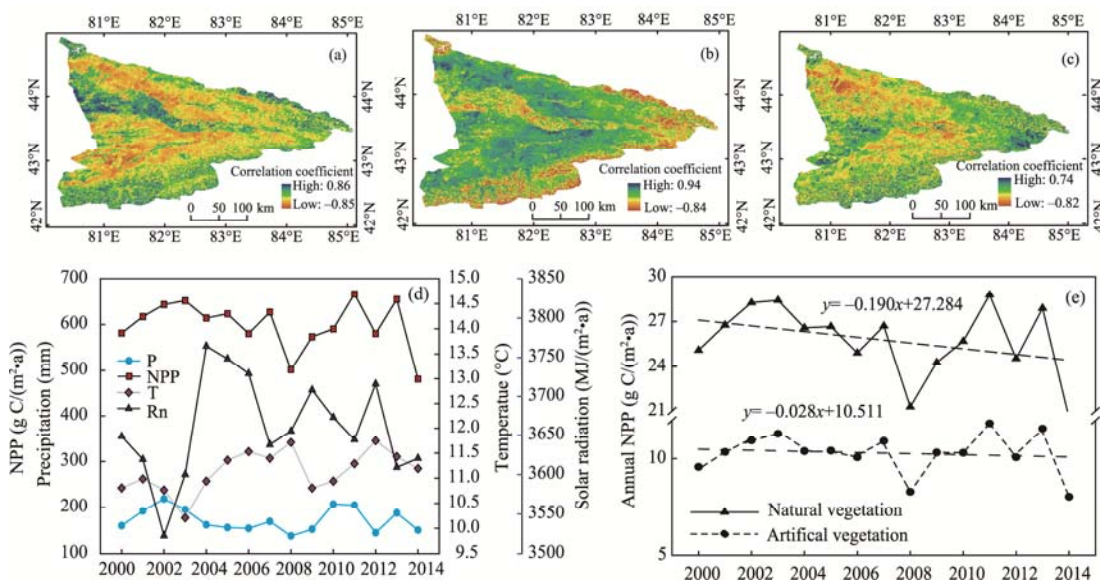 81°E 82°E 83°E 84°E 85°E
(a)
44°N
43°N
42°N
Correlation coefficient
High: 0.86
Low: –0.85
0 50 100 km
81°E 82°E 83°E 84°E 85°E
81°E 82°E 83°E 84°E 85°E
(b)
44°N
43°N
42°N
Correlation coefficient
High: 0.94
Low: –0.84
0 50 100 km
81°E 82°E 83°E 84°E 85°E
81°E 82°E 83°E 84°E 85°E
(c)
44°N
43°N
42°N
Correlation coefficient
High: 0.74
Low: –0.82
0 50 100 km
81°E 82°E 83°E 84°E 85°E
44°N
43°N
42°N
(d)
NPP (g C/(m²•a))
Precipitation (mm)
700
600
500
400
300
200
100
P
NPP
T
Rn
2000 2002 2004 2006 2008 2010 2012 2014
15.0
14.5
14.0
13.5
13.0
12.5
12.0
11.5
11.0
10.5
10.0
9.5
Temperatue (°C)
3850
3800
3750
3700
3650
3600
3550
3500
Solar radiation (MJ/(m²•a))
(e)
Annual NPP (g C/(m²•a))
30
27
24
21
10
5
y= –0.190x+27.284
y= –0.028x+10.511
Natural vegetation
Artifical vegetation
2000 2002 2004 2006 2008 2010 2012 2014